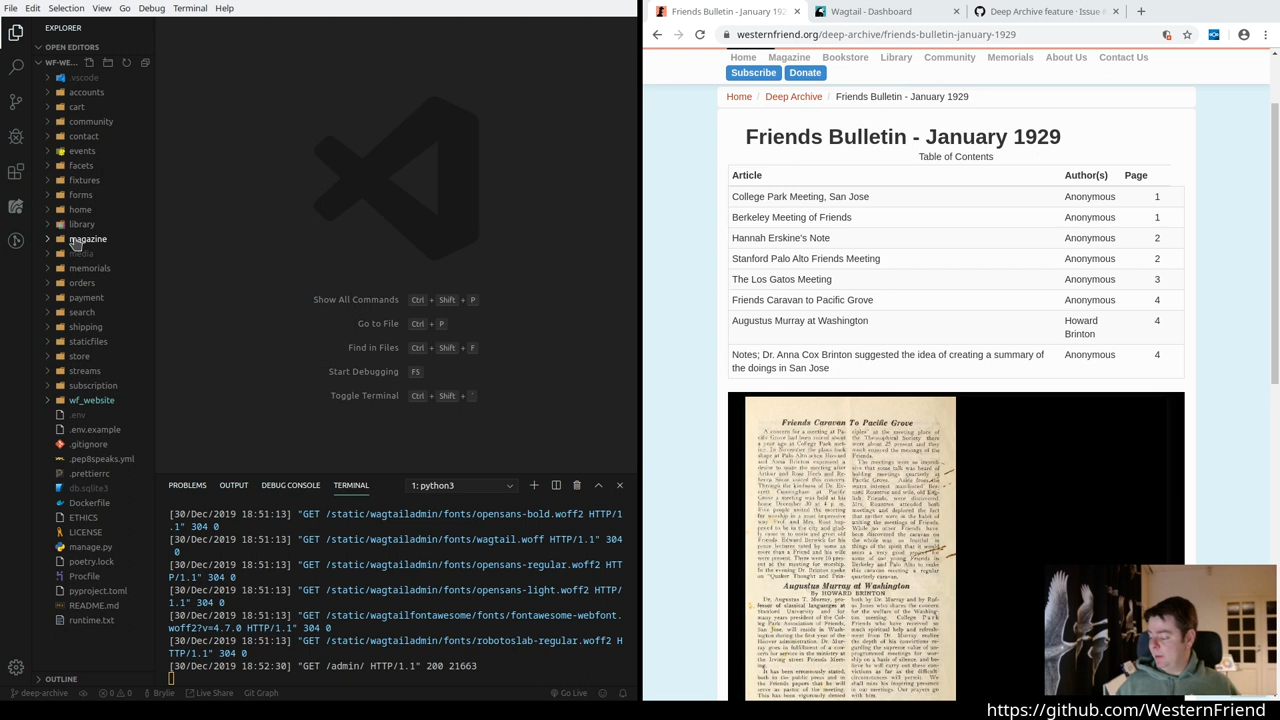 File Edit Selection View Go Debug Terminal Help
EXPLORER
OPEN EDITORS
WF-WE...
.vscode
accounts
cart
community
contact
events
facets
fixtures
forms
home
library
magazine
media
memorials
orders
payment
search
shipping
staticfiles
store
streams
subscription
wf_website
.env
.env.example
.gitignore
.pep8speaks.yml
.prettierrc
db.sqlite3
Dockerfile
ETHICS
LICENSE
manage.py
poetry.lock
Procfile
pyproject.toml
README.md
runtime.txt
OUTLINE
deep-archive Brylie Live Share Git Graph Go Live
Show All Commands Ctrl + Shift + P
Go to File Ctrl + P
Find in Files Ctrl + Shift + F
Start Debugging F5
Toggle Terminal Ctrl + Shift + `
PROBLEMS OUTPUT DEBUG CONSOLE TERMINAL 1: python3
[30/Dec/2019 18:51:13] "GET /static/wagtailadmin/fonts/opensans-bold.woff2 HTTP/1
.1" 304 0
[30/Dec/2019 18:51:13] "GET /static/wagtailadmin/fonts/wagtail.woff HTTP/1.1" 304
0
[30/Dec/2019 18:51:13] "GET /static/wagtailadmin/fonts/opensans-regular.woff2 HTT
P/1.1" 304 0
[30/Dec/2019 18:51:13] "GET /static/wagtailadmin/fonts/opensans-light.woff2 HTTP/
1.1" 304 0
[30/Dec/2019 18:51:13] "GET /static/wagtailfontawesome/fonts/fontawesome-webfont.
woff2?v=4.7.0 HTTP/1.1" 304 0
[30/Dec/2019 18:51:13] "GET /static/wagtailadmin/fonts/robotoslab-regular.woff2 H
TTP/1.1" 304 0
[30/Dec/2019 18:52:30] "GET /admin/ HTTP/1.1" 200 21663
Friends Bulletin - January 192 Wagtail - Dashboard Deep Archive feature · Issue
westernfriend.org/deep-archive/friends-bulletin-january-1929
Home Magazine Bookstore Library Community Memorials About Us Contact Us
Subscribe Donate
Home / Deep Archive / Friends Bulletin - January 1929
Friends Bulletin - January 1929
Table of Contents
Article Author(s) Page
College Park Meeting, San Jose Anonymous 1
Berkeley Meeting of Friends Anonymous 1
Hannah Erskine's Note Anonymous 2
Stanford Palo Alto Friends Meeting Anonymous 2
The Los Gatos Meeting Anonymous 3
Friends Caravan to Pacific Grove Anonymous 4
Augustus Murray at Washington Howard Brinton 4
Notes; Dr. Anna Cox Brinton suggested the idea of creating a summary of Anonymous 4
the doings in San Jose
Friends Caravan To Pacific Grove
Augustus Murray at Washington
By HOWARD BRINTON
https://github.com/WesternFriend